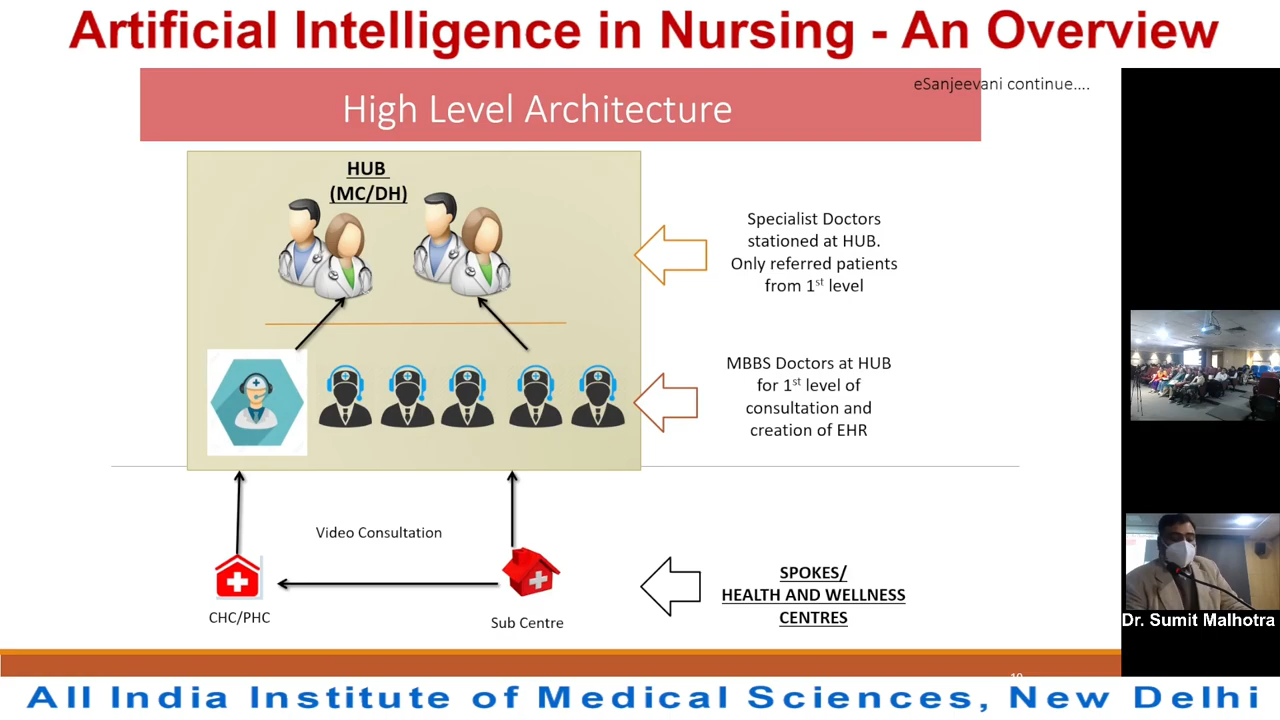 Artificial Intelligence in Nursing - An Overview
eSanjeevani continue....
High Level Architecture
HUB
(MC/DH)
Specialist Doctors
stationed at HUB.
Only referred patients
from 1st level
MBBS Doctors at HUB
for 1st level of
consultation and
creation of EHR
Video Consultation
CHC/PHC
Sub Centre
SPOKES/
HEALTH AND WELLNESS
CENTRES
Dr. Sumit Malhotra
All India Institute of Medical Sciences, New Delhi